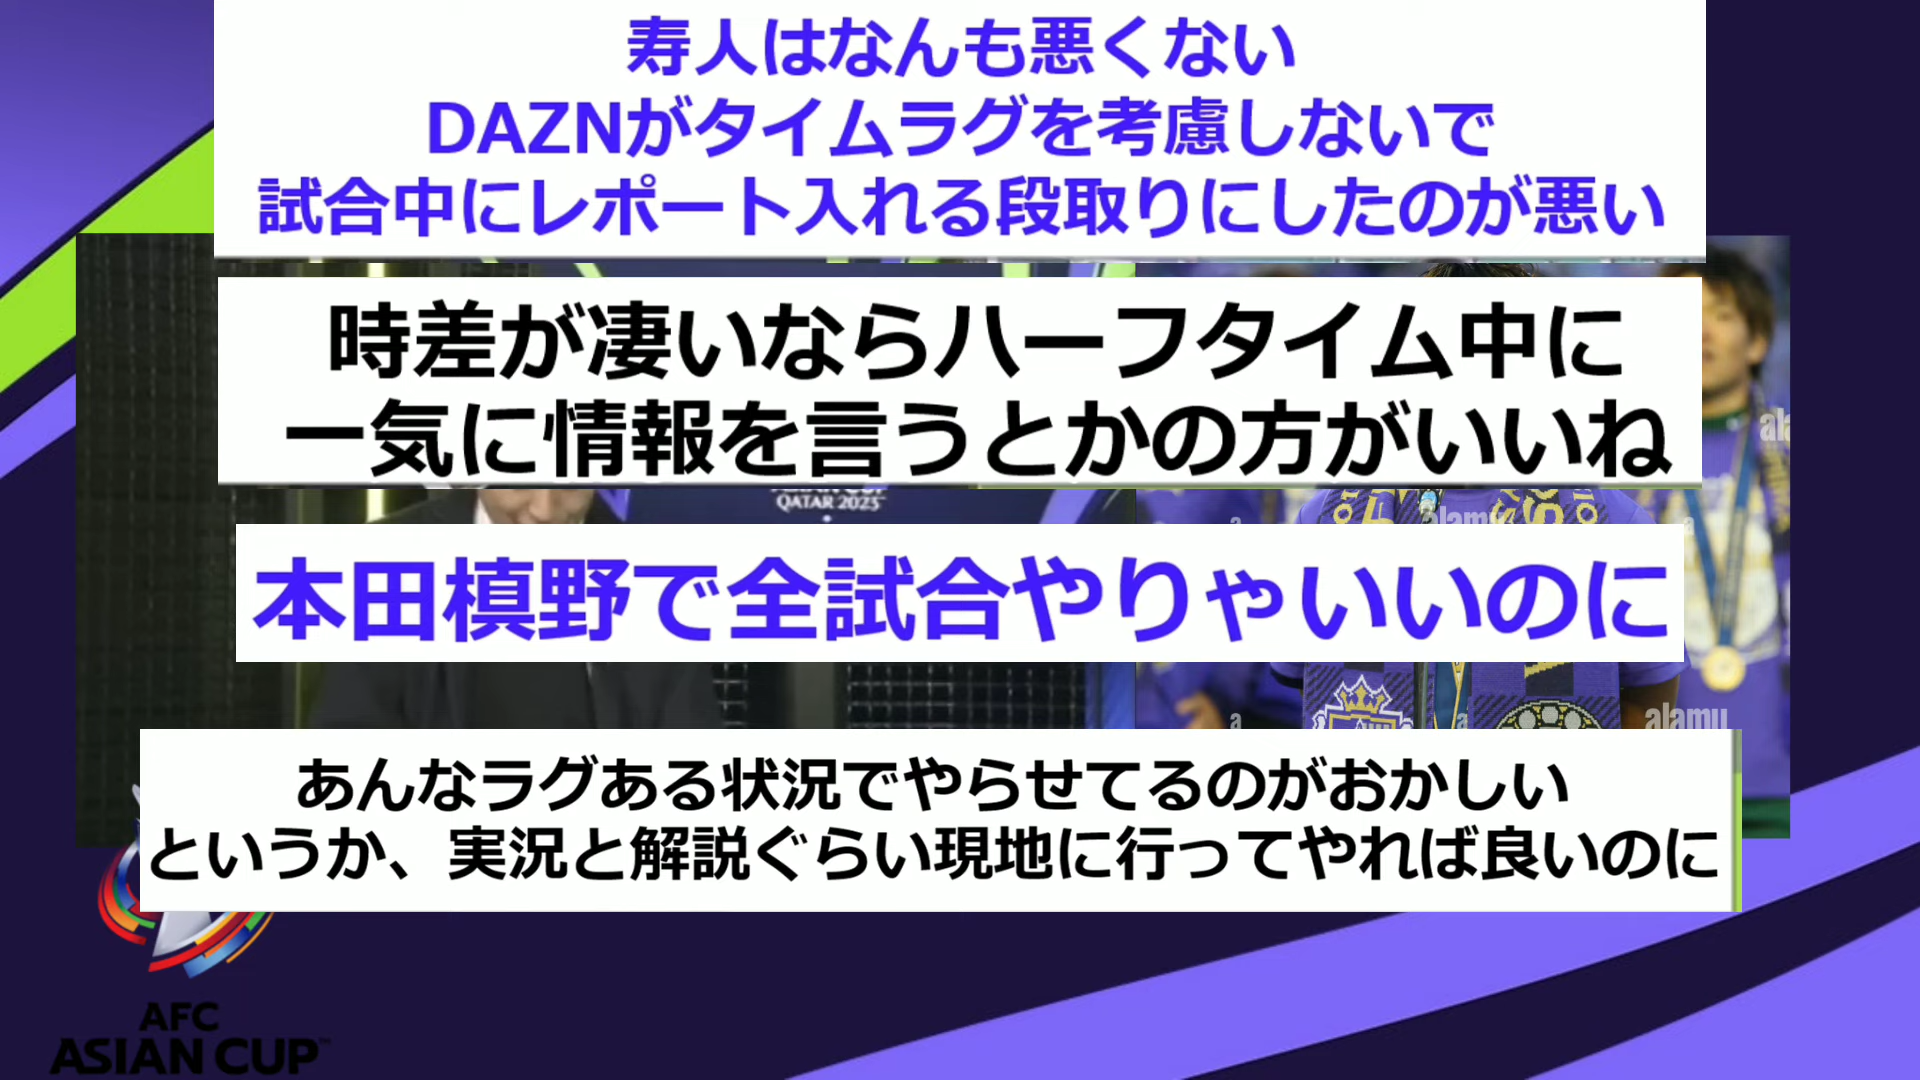 寿人はなんも悪くない
DAZNがタイムラグを考慮しないで
試合中にレポート入れる段取りにしたのが悪い
時差が凄いならハーフタイム中に
一気に情報を言うとかの方がいいね
QATAR 2023
alamy
本田槙野で全試合やりゃいいのに
alamy
あんなラグある状況でやらせてるのがおかしい
というか、実況と解説ぐらい現地に行ってやれば良いのに
AFC
ASIAN CUP